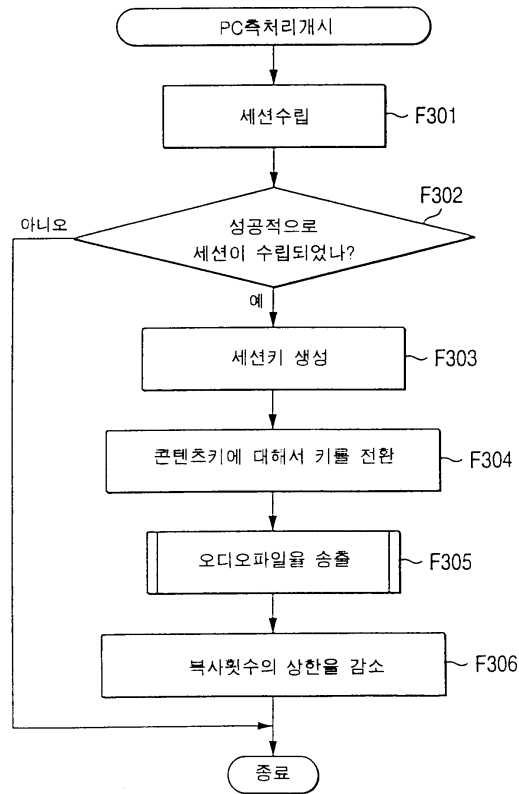 PC측처리개시
세션수립
F301
F302
아니오
성공적으로
세션이 수립되었나?
예
세션키 생성
F303
콘텐츠키에 대해서 키를 전환
F304
오디오파일을 송출
F305
복사횟수의 상한을 감소
F306
종료